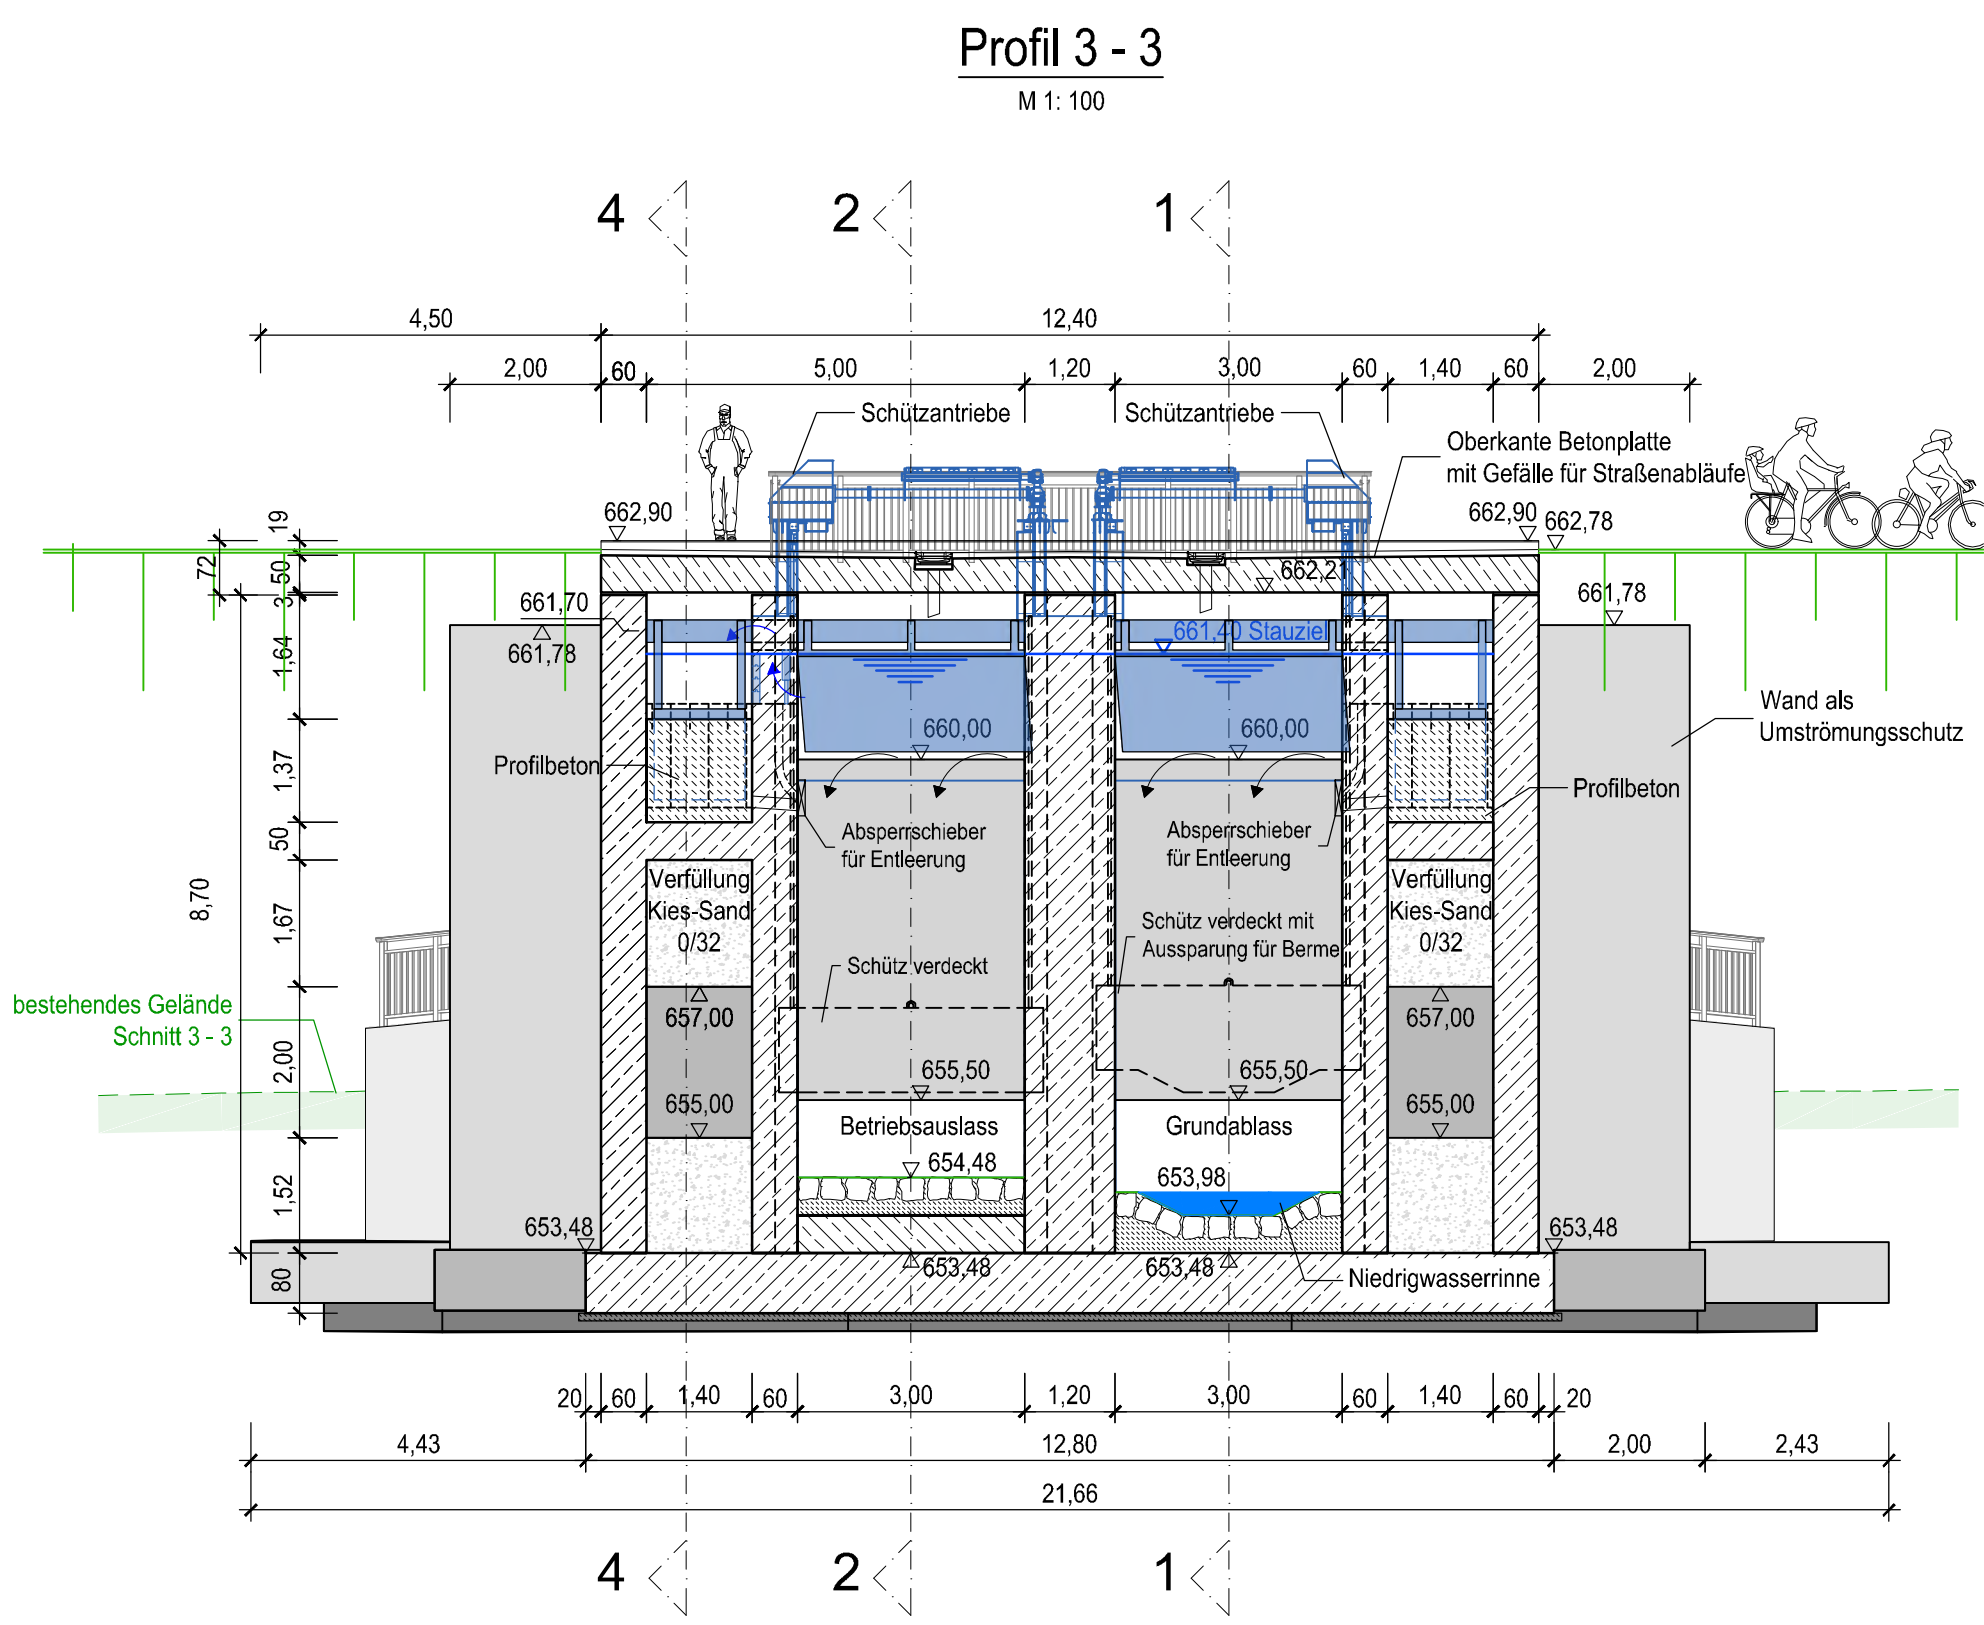 Profil 3 - 3
M 1: 100
4
2
1
4,50
12,40
2,00
60
5,00
1,20
3,00
60
1,40
60
2,00
Schützantriebe
Schützantriebe
Oberkante Betonplatte
mit Gefälle für Straßenabläufe
662,90
662,90
662,78
19
72
50
3
662,21
661,70
661,78
661,78
661,40 Stauziel
1,64
Wand als
Umströmungsschutz
660,00
660,00
Profilbeton
Profilbeton
1,37
Absperrschieber
für Entleerung
Absperrschieber
für Entleerung
50
8,70
Verfüllung
Kies-Sand
0/32
Verfüllung
Kies-Sand
0/32
1,67
Schütz verdeckt mit
Aussparung für Berme
Schütz verdeckt
bestehendes Gelände
Schnitt 3 - 3
657,00
657,00
2,00
655,50
655,50
655,00
655,00
Betriebsauslass
Grundablass
654,48
653,98
1,52
653,48
653,48
653,48
653,48
80
Niedrigwasserrinne
20
60
1,40
60
3,00
1,20
3,00
60
1,40
60
20
4,43
12,80
2,00
2,43
21,66
4
2
1